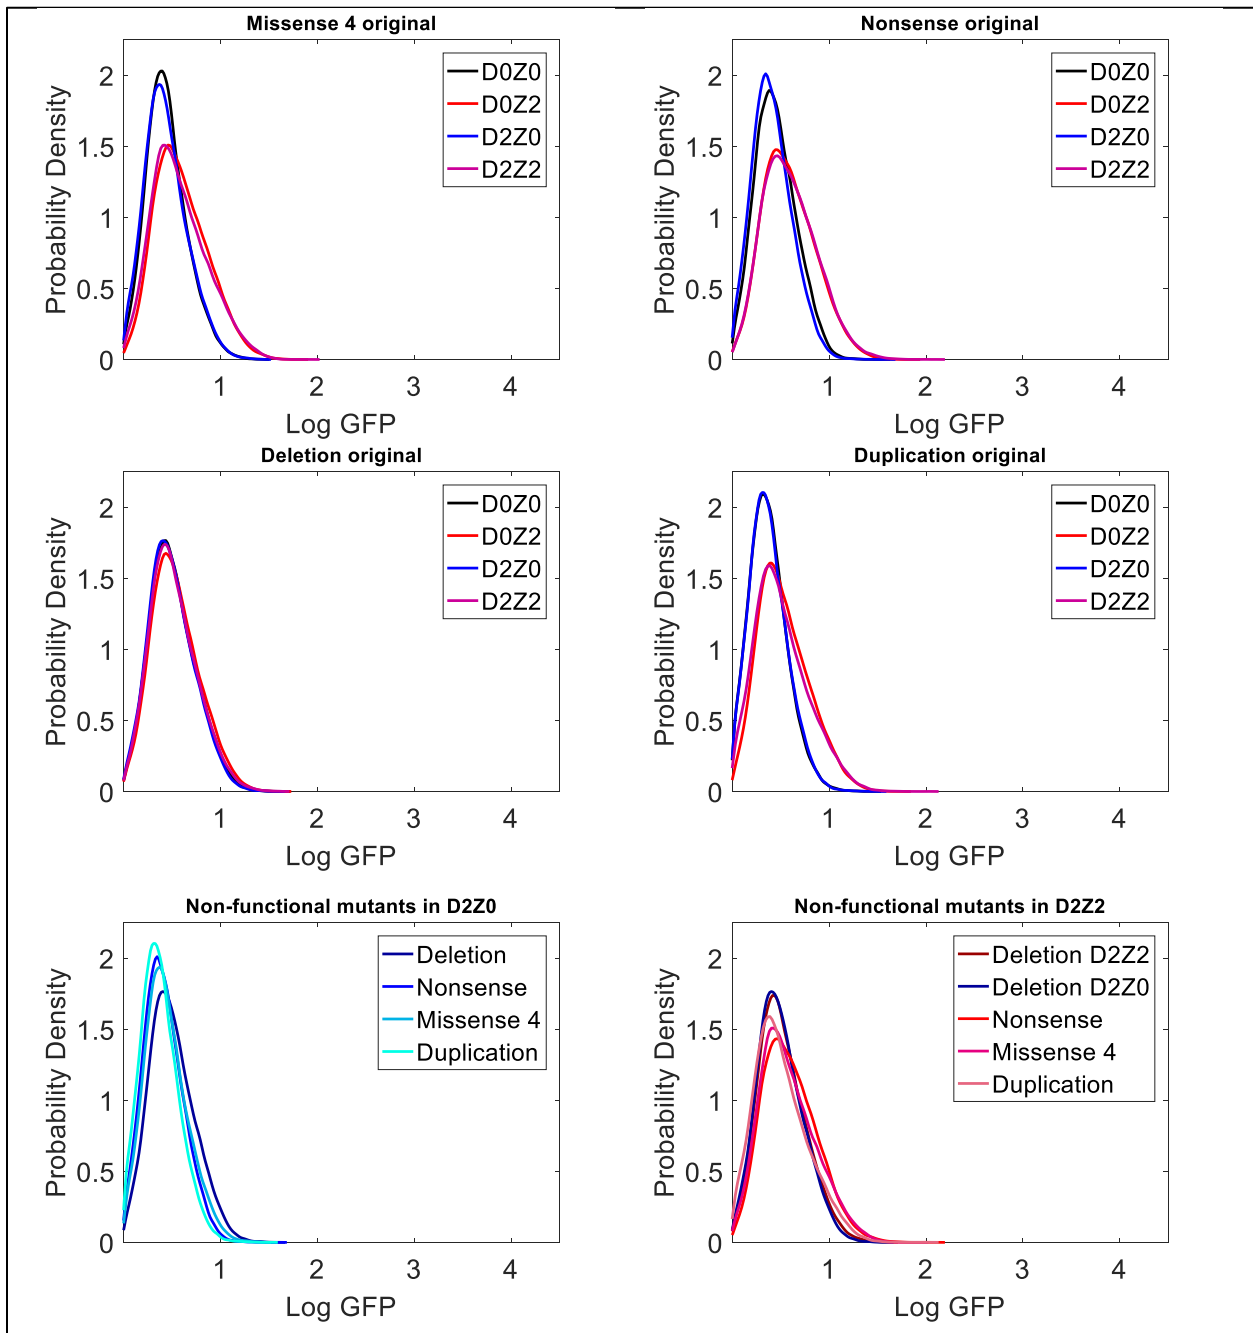 Missense 4 original
2
1.5
1
0.5
0
Probability Density
D0Z0
D0Z2
D2Z0
D2Z2
1 2 3 4
Log GFP
Nonsense original
2
1.5
1
0.5
0
Probability Density
D0Z0
D0Z2
D2Z0
D2Z2
1 2 3 4
Log GFP
Deletion original
2
1.5
1
0.5
0
Probability Density
D0Z0
D0Z2
D2Z0
D2Z2
1 2 3 4
Log GFP
Duplication original
2
1.5
1
0.5
0
Probability Density
D0Z0
D0Z2
D2Z0
D2Z2
1 2 3 4
Log GFP
Non-functional mutants in D2Z0
2
1.5
1
0.5
0
Probability Density
Deletion
Nonsense
Missense 4
Duplication
1 2 3 4
Log GFP
Non-functional mutants in D2Z2
2
1.5
1
0.5
0
Probability Density
Deletion D2Z2
Deletion D2Z0
Nonsense
Missense 4
Duplication
1 2 3 4
Log GFP